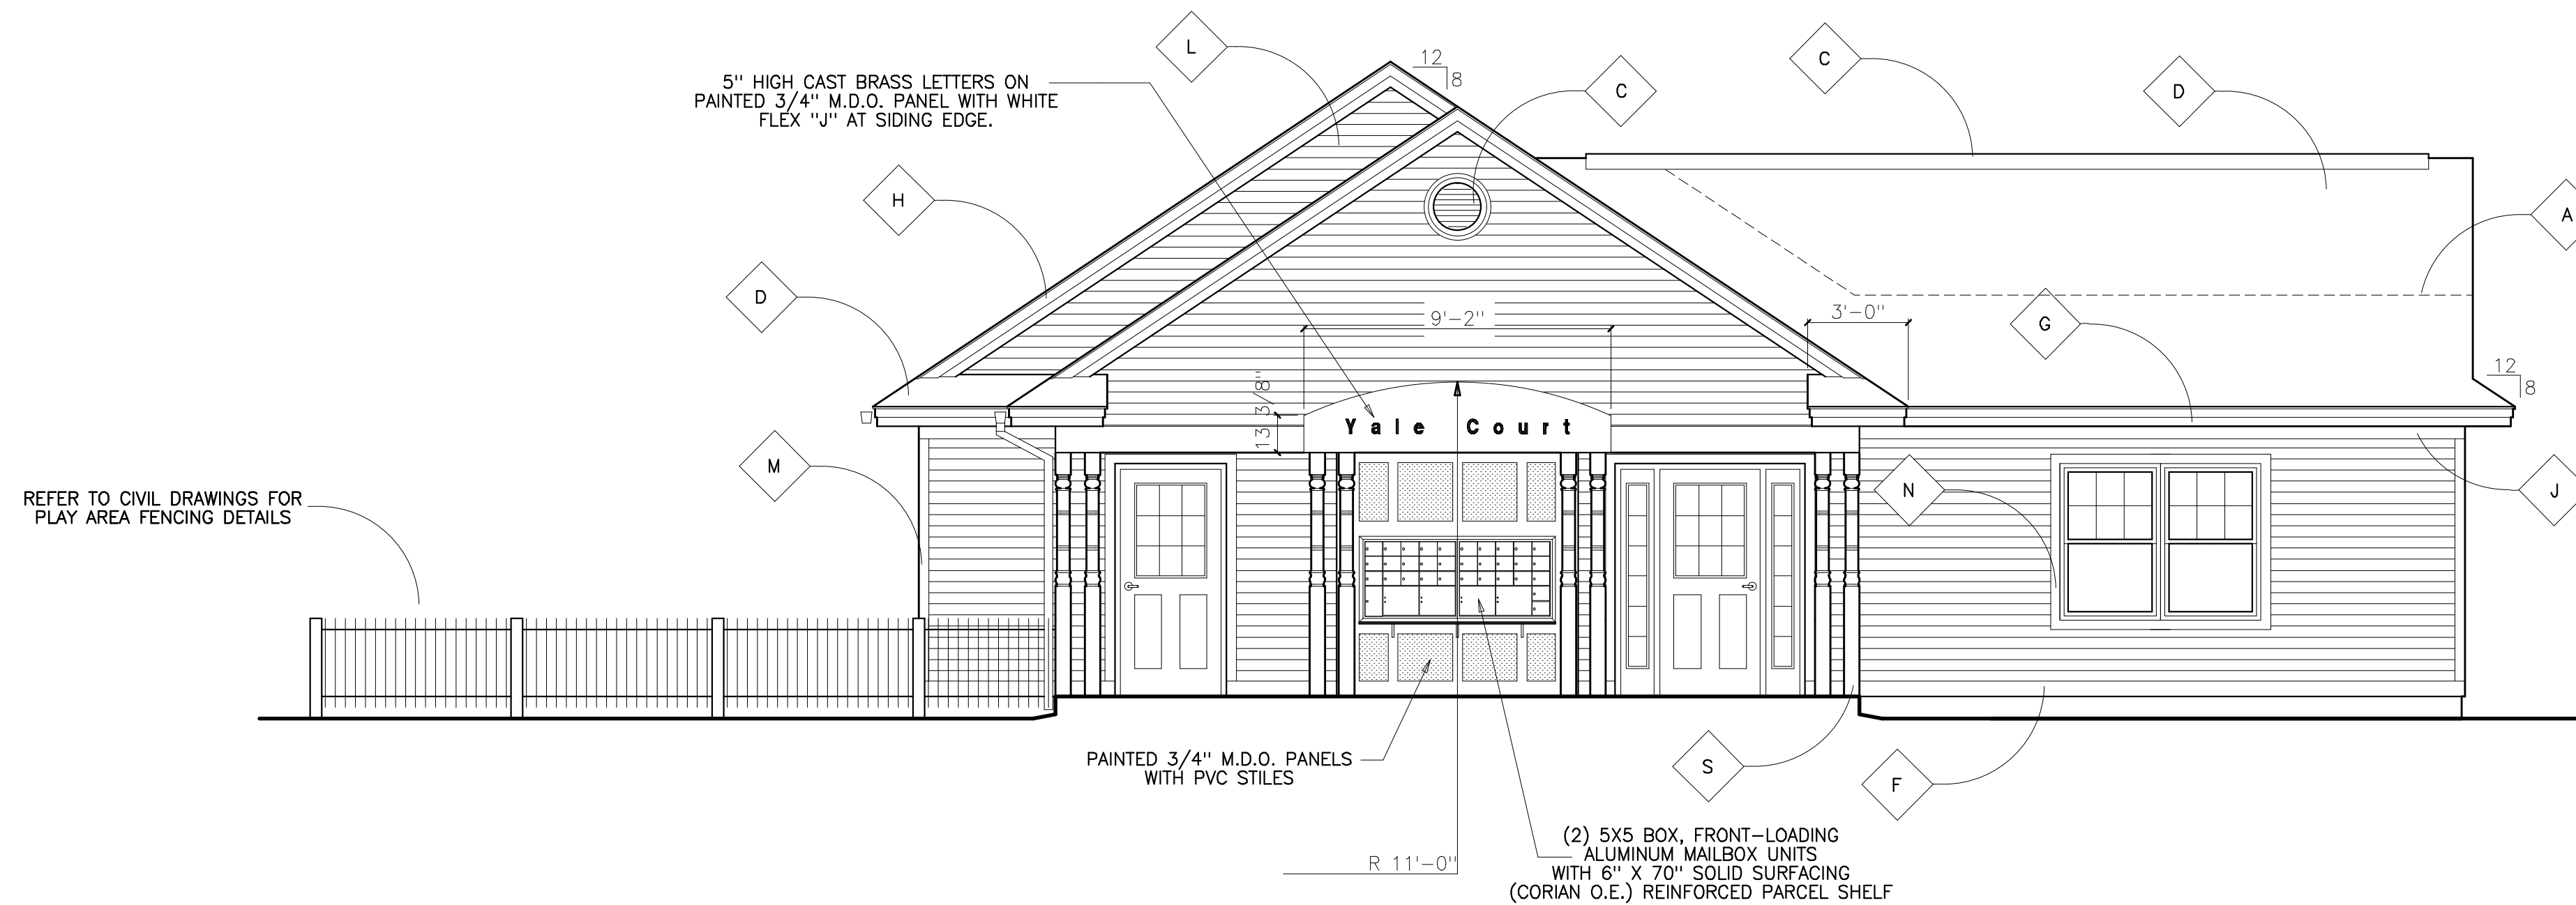 L
C
C
D
A
H
D
G
M
N
J
S
F
12
8
5" HIGH CAST BRASS LETTERS ON
PAINTED 3/4" M.D.O. PANEL WITH WHITE
FLEX "J" AT SIDING EDGE.
9'-2"
3'-0"
12
8
13 3/8"
Yale Court
REFER TO CIVIL DRAWINGS FOR
PLAY AREA FENCING DETAILS
PAINTED 3/4" M.D.O. PANELS
WITH PVC STILES
R 11'-0"
(2) 5X5 BOX, FRONT-LOADING
ALUMINUM MAILBOX UNITS
WITH 6" X 70" SOLID SURFACING
(CORIAN O.E.) REINFORCED PARCEL SHELF